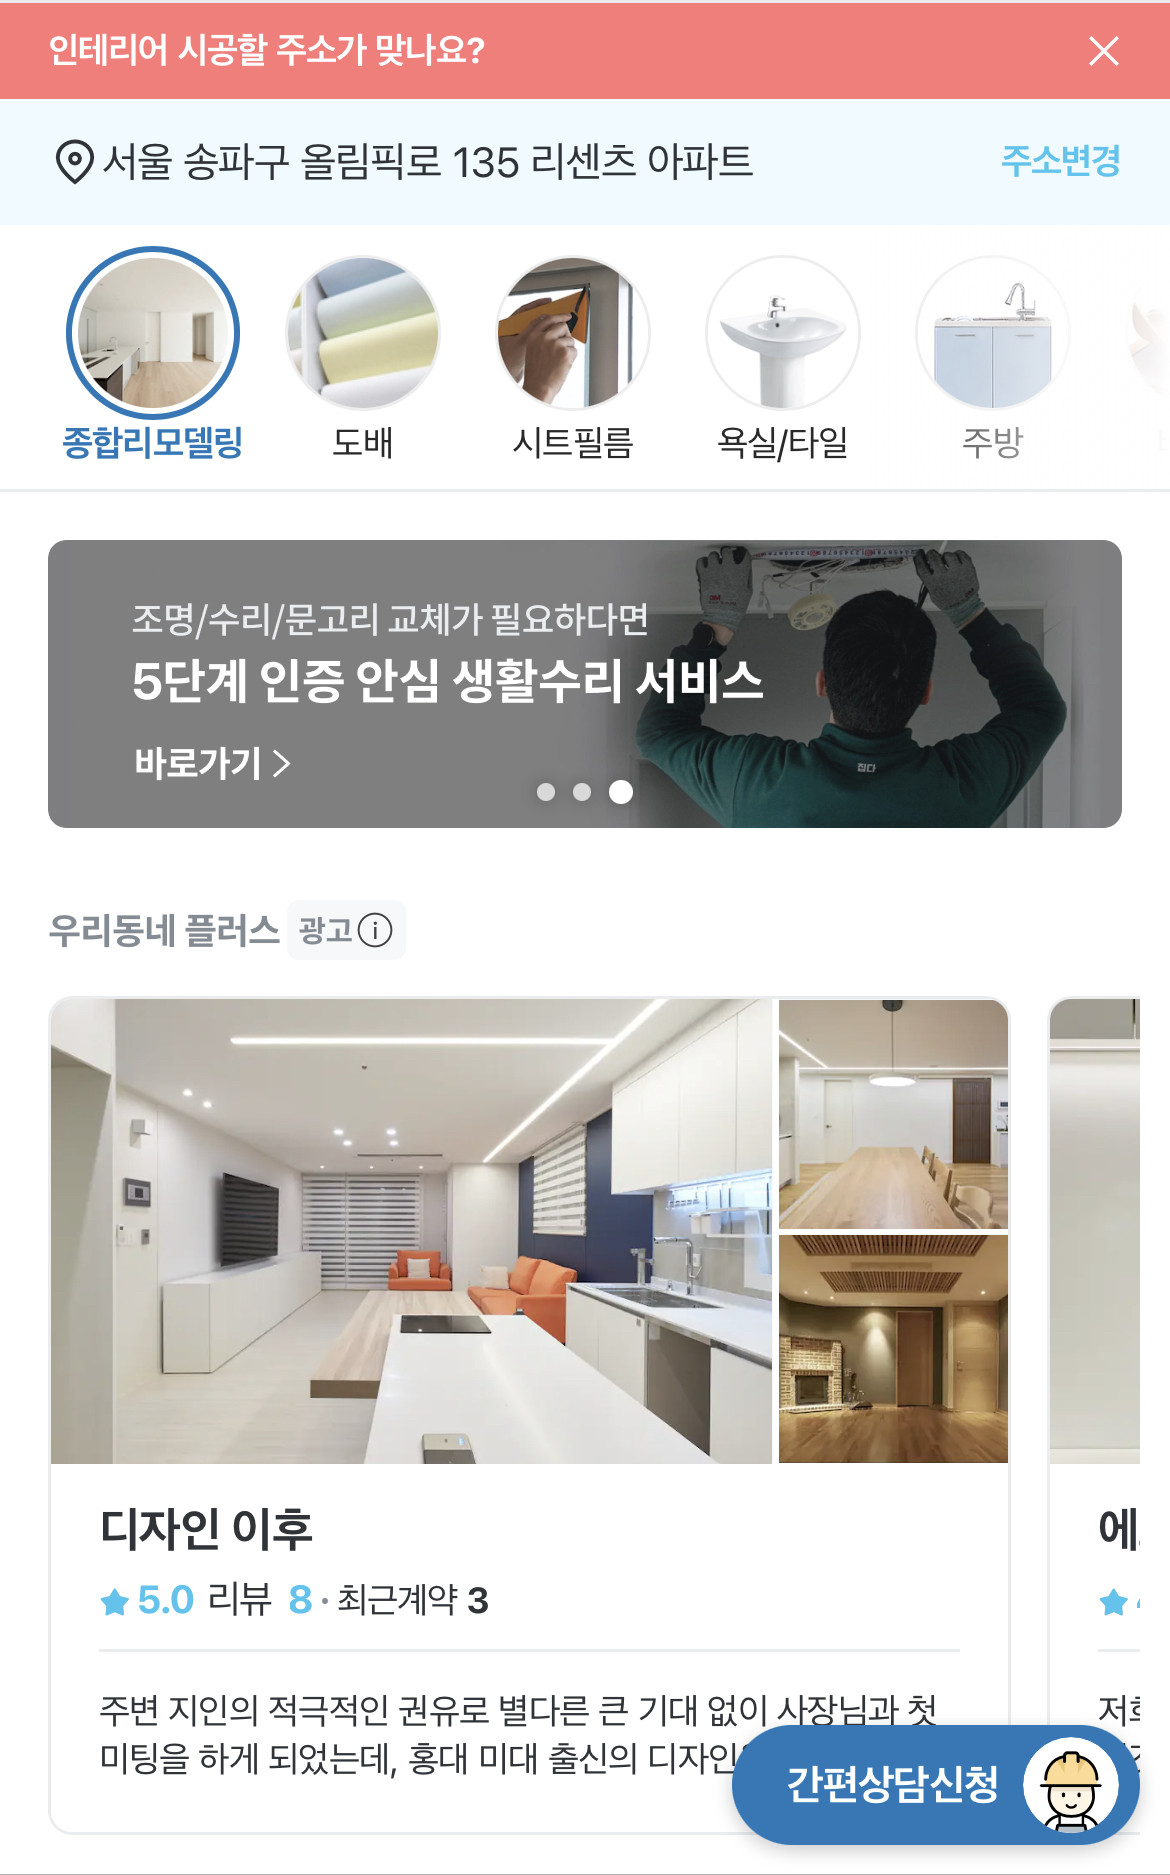 인테리어 시공할 주소가 맞나요?
서울 송파구 올림픽로 135 리센츠 아파트
주소변경
종합리모델링
도배
시트필름
욕실/타일
주방
조명/수리/문고리 교체가 필요하다면
5단계 인증 안심 생활수리 서비스
바로가기
집다
우리동네 플러스
광고
디자인 이후
5.0 리뷰 8 · 최근계약 3
주변 지인의 적극적인 권유로 별다른 큰 기대 없이 사장님과 첫
미팅을 하게 되었는데, 홍대 미대 출신의 디자인
간편상담신청